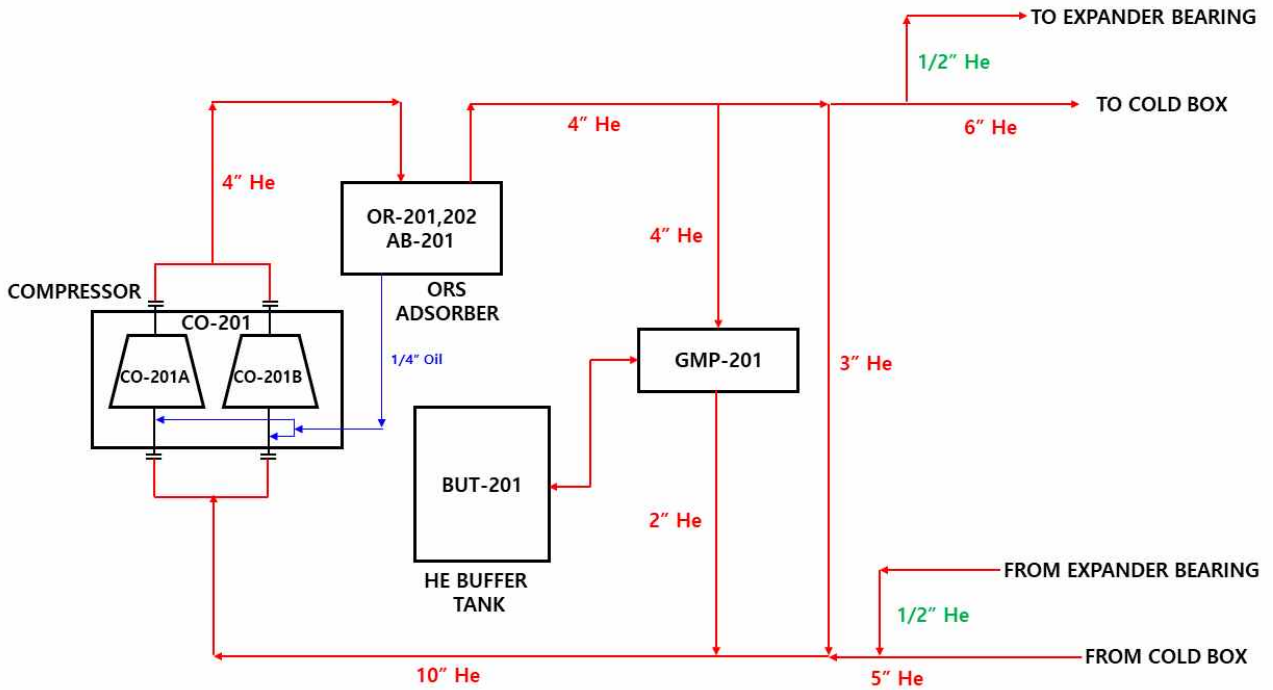 TO EXPANDER BEARING
1/2” He
TO COLD BOX
4” He
6” He
4” He
OR-201,202
AB-201
4” He
ORS
ADSORBER
COMPRESSOR
CO-201
1/4” Oil
GMP-201
3” He
CO-201A
CO-201B
BUT-201
2” He
HE BUFFER
TANK
FROM EXPANDER BEARING
1/2” He
FROM COLD BOX
10” He
5” He